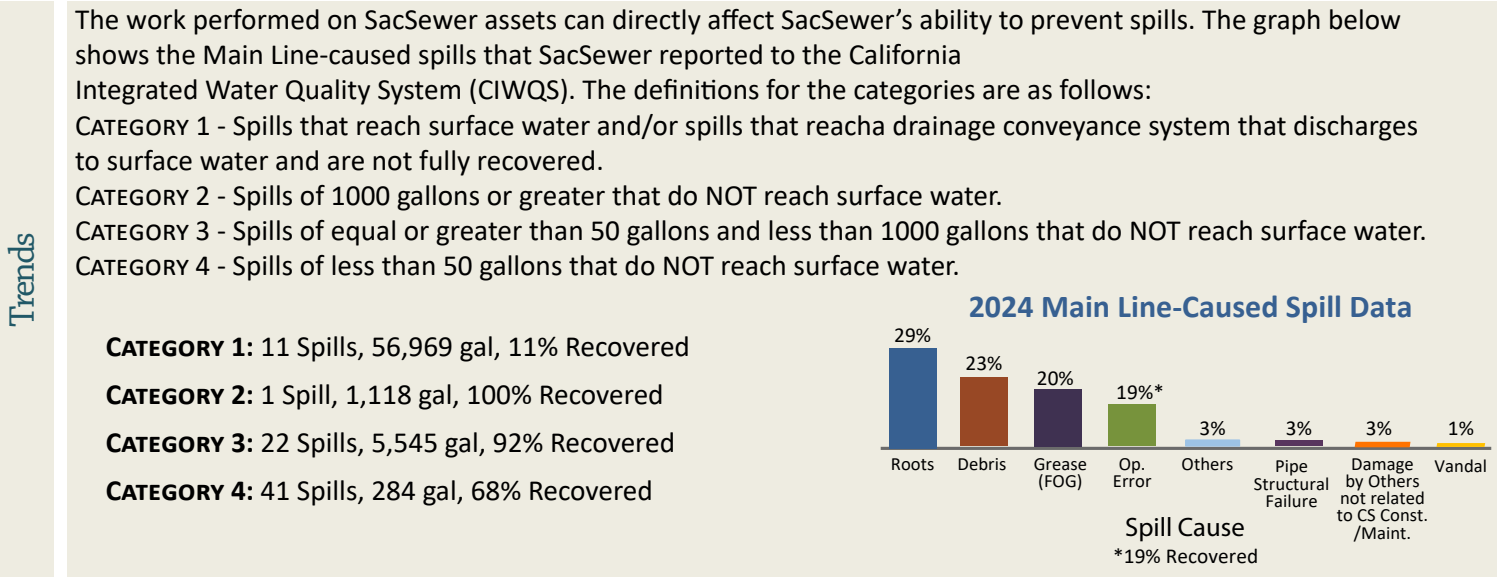 Trends
The work performed on SacSewer assets can directly affect SacSewer's ability to prevent spills. The graph below
shows the Main Line-caused spills that SacSewer reported to the California
Integrated Water Quality System (CIWQS). The definitions for the categories are as follows:
CATEGORY 1 - Spills that reach surface water and/or spills that reacha drainage conveyance system that discharges
to surface water and are not fully recovered.
CATEGORY 2 - Spills of 1000 gallons or greater that do NOT reach surface water.
CATEGORY 3 - Spills of equal or greater than 50 gallons and less than 1000 gallons that do NOT reach surface water.
CATEGORY 4 - Spills of less than 50 gallons that do NOT reach surface water.
CATEGORY 1: 11 Spills, 56,969 gal, 11% Recovered
CATEGORY 2: 1 Spill, 1,118 gal, 100% Recovered
CATEGORY 3: 22 Spills, 5,545 gal, 92% Recovered
CATEGORY 4: 41 Spills, 284 gal, 68% Recovered
2024 Main Line-Caused Spill Data
29%
23%
20%
19%*
3%
3%
3%
1%
Roots
Debris
Grease
(FOG)
Op.
Error
Others
Pipe
Structural
Failure
Damage
by Others
not related
to CS Const.
/Maint.
Vandal
Spill Cause
*19% Recovered